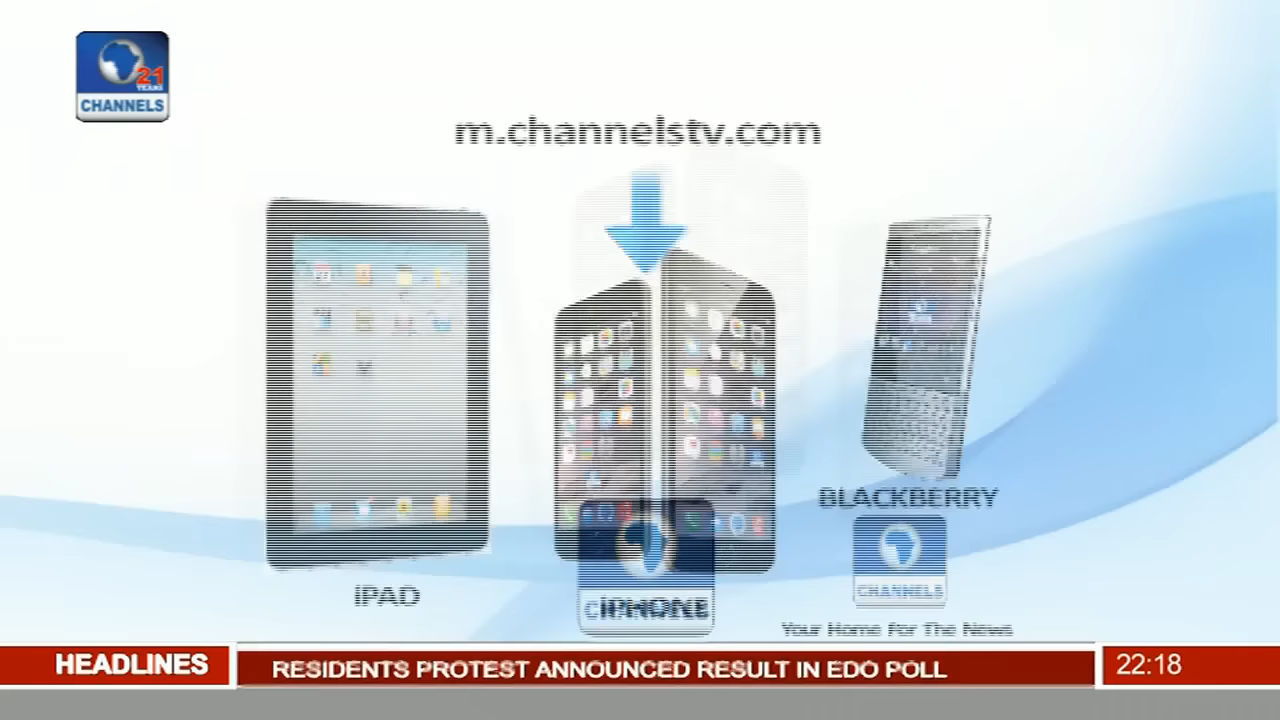 21
YEARS
CHANNELS
m.channelstv.com
BLACKBERRY
iPAD
iPHONE
CHANNELS
Your Home For The News
HEADLINES
RESIDENTS PROTEST ANNOUNCED RESULT IN EDO POLL
22:18